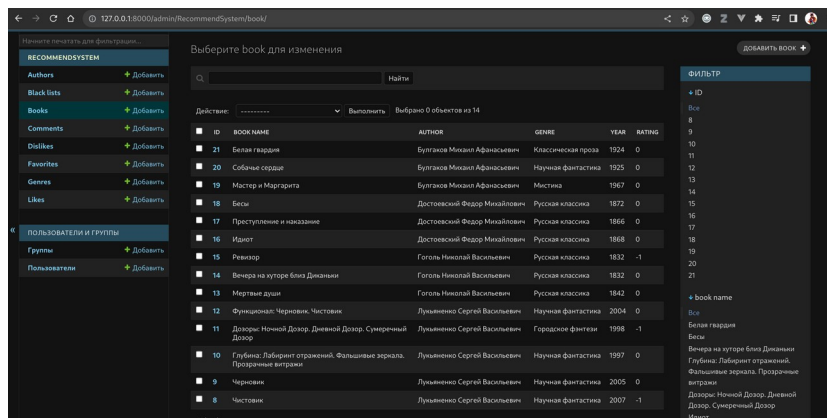 127.0.0.1:8000/admin/RecommendSystem/book/
Начните печатать для фильтрации...
RECOMMENDSYSTEM
Authors + Добавить
Black lists + Добавить
Books + Добавить
Comments + Добавить
Dislikes + Добавить
Favorites + Добавить
Genres + Добавить
Likes + Добавить
ПОЛЬЗОВАТЕЛИ И ГРУППЫ
Группы + Добавить
Пользователи + Добавить
«
Выберите book для изменения
ДОБАВИТЬ BOOK +
Найти
Действие: --------- Выполнить Выбрано 0 объектов из 14
ID BOOK NAME AUTHOR GENRE YEAR RATING
21 Белая гвардия Булгаков Михаил Афанасьевич Классическая проза 1924 0
20 Собачье сердце Булгаков Михаил Афанасьевич Научная фантастика 1925 0
19 Мастер и Маргарита Булгаков Михаил Афанасьевич Мистика 1967 0
18 Бесы Достоевский Федор Михайлович Русская классика 1872 0
17 Преступление и наказание Достоевский Федор Михайлович Русская классика 1866 0
16 Идиот Достоевский Федор Михайлович Русская классика 1868 0
15 Ревизор Гоголь Николай Васильевич Русская классика 1832 -1
14 Вечера на хуторе близ Диканьки Гоголь Николай Васильевич Русская классика 1832 0
13 Мертвые души Гоголь Николай Васильевич Русская классика 1842 0
12 Функционал: Черновик. Чистовик Лукьяненко Сергей Васильевич Научная фантастика 2004 0
11 Дозоры: Ночной Дозор. Дневной Дозор. Сумеречный Лукьяненко Сергей Васильевич Городское фэнтези 1998 -1
Дозор
10 Глубина: Лабиринт отражений. Фальшивые зеркала. Лукьяненко Сергей Васильевич Научная фантастика 1997 0
Прозрачные витражи
9 Черновик Лукьяненко Сергей Васильевич Научная фантастика 2005 0
8 Чистовик Лукьяненко Сергей Васильевич Научная фантастика 2007 -1
ФИЛЬТР
↓ ID
Все
8
9
10
11
12
13
14
15
16
17
18
19
20
21
↓ book name
Все
Белая гвардия
Бесы
Вечера на хуторе близ Диканьки
Глубина: Лабиринт отражений.
Фальшивые зеркала. Прозрачные
витражи
Дозоры: Ночной Дозор. Дневной
Дозор. Сумеречный Дозор
Идиот